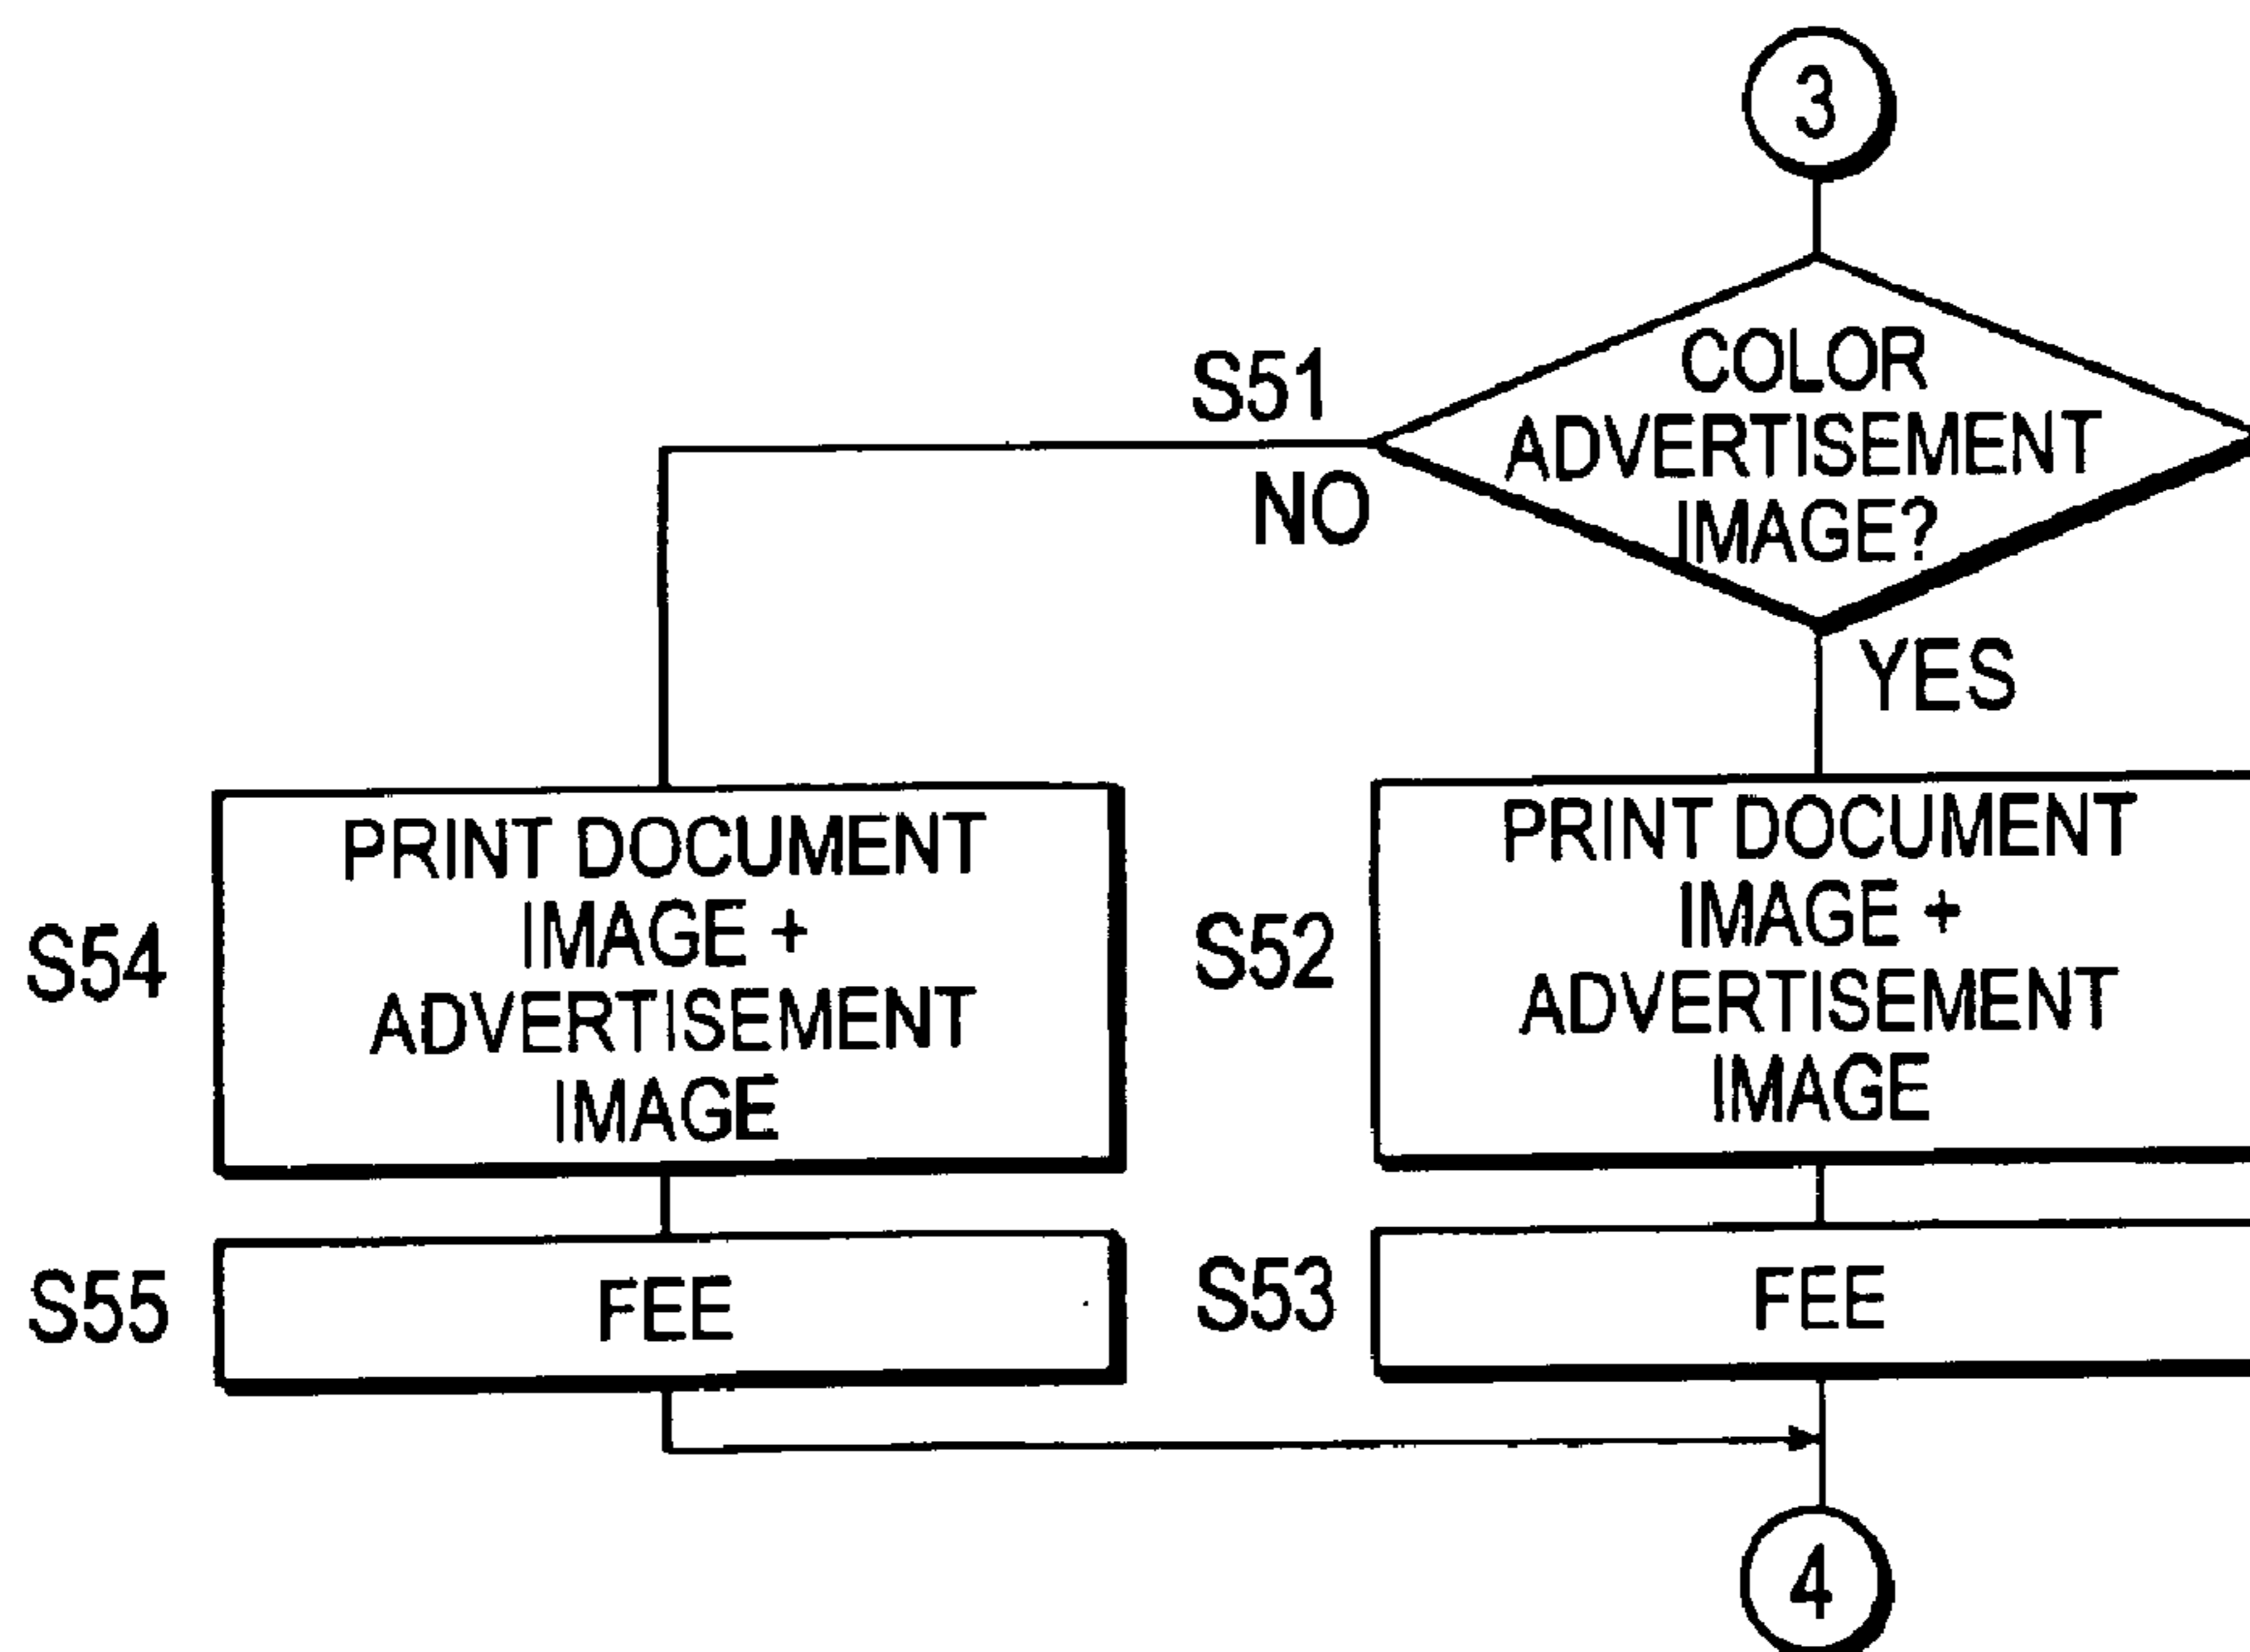 3
S51
COLOR
ADVERTISEMENT
IMAGE?
NO
YES
S54
PRINT DOCUMENT
IMAGE +
ADVERTISEMENT
IMAGE
S52
PRINT DOCUMENT
IMAGE +
ADVERTISEMENT
IMAGE
S55
FEE
S53
FEE
4